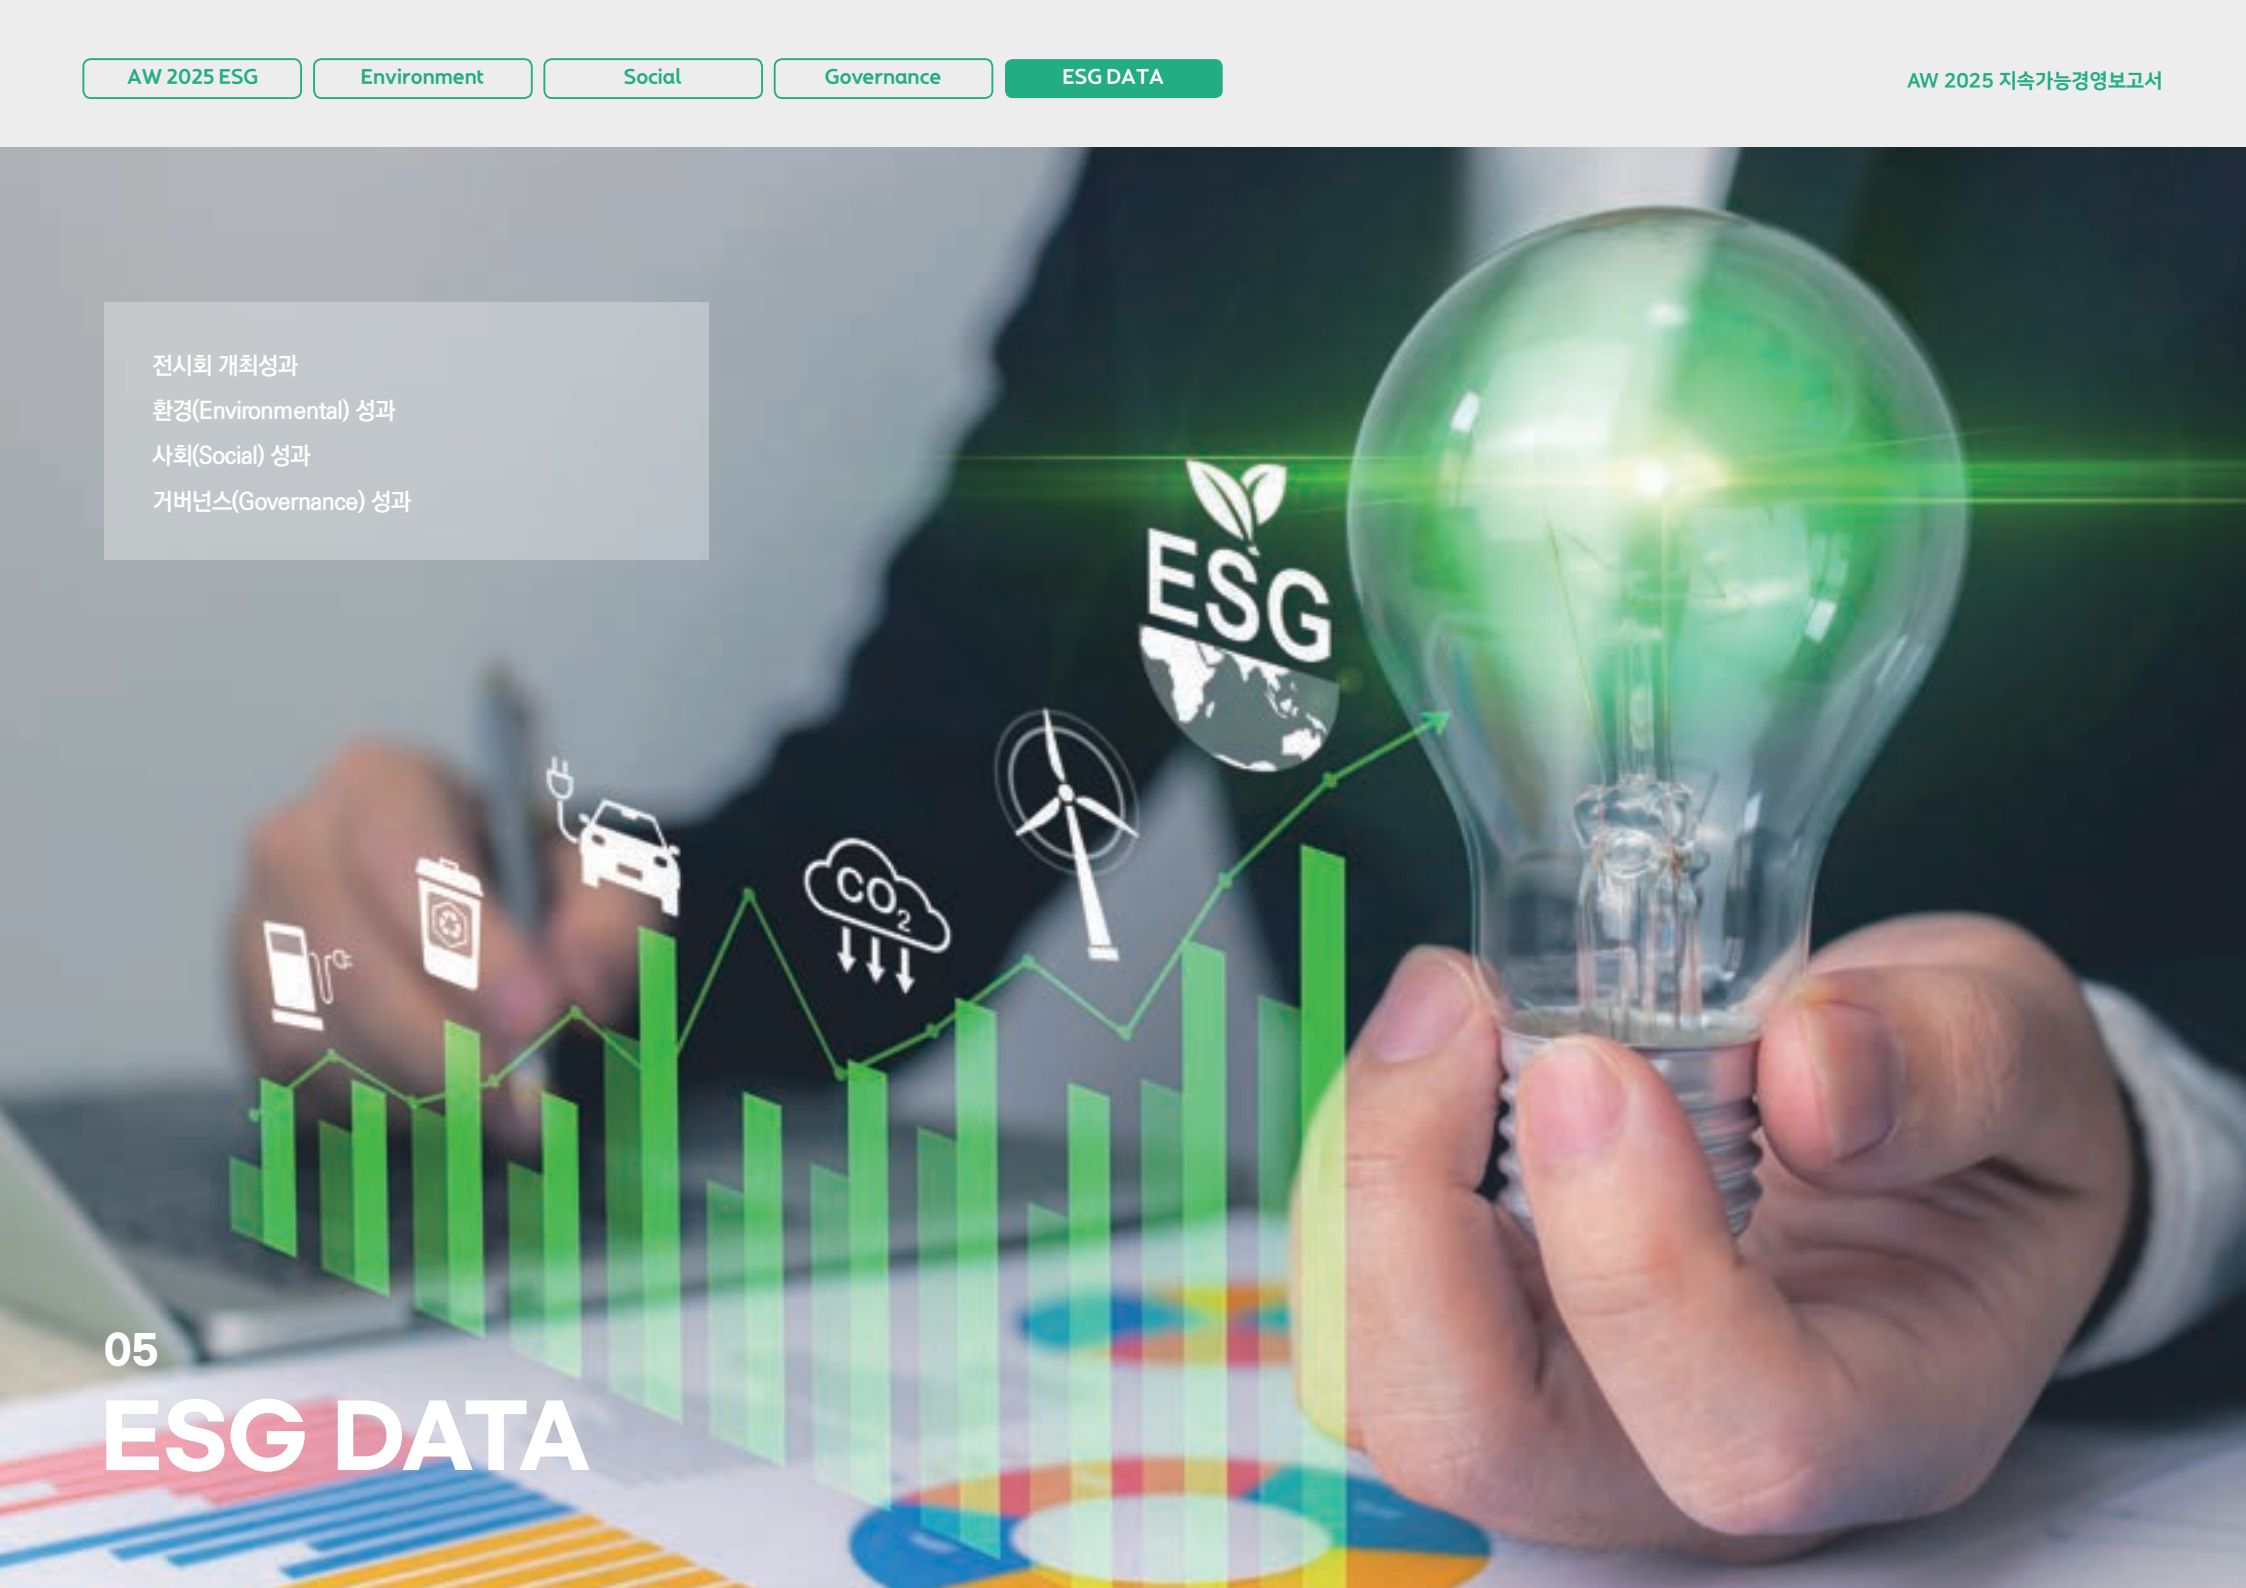 AW 2025 ESG
Environment
Social
Governance
ESG DATA
AW 2025 지속가능경영보고서
전시회 개최성과
환경(Environmental) 성과
사회(Social) 성과
거버넌스(Governance) 성과
ESG
CO₂
05
ESG DATA